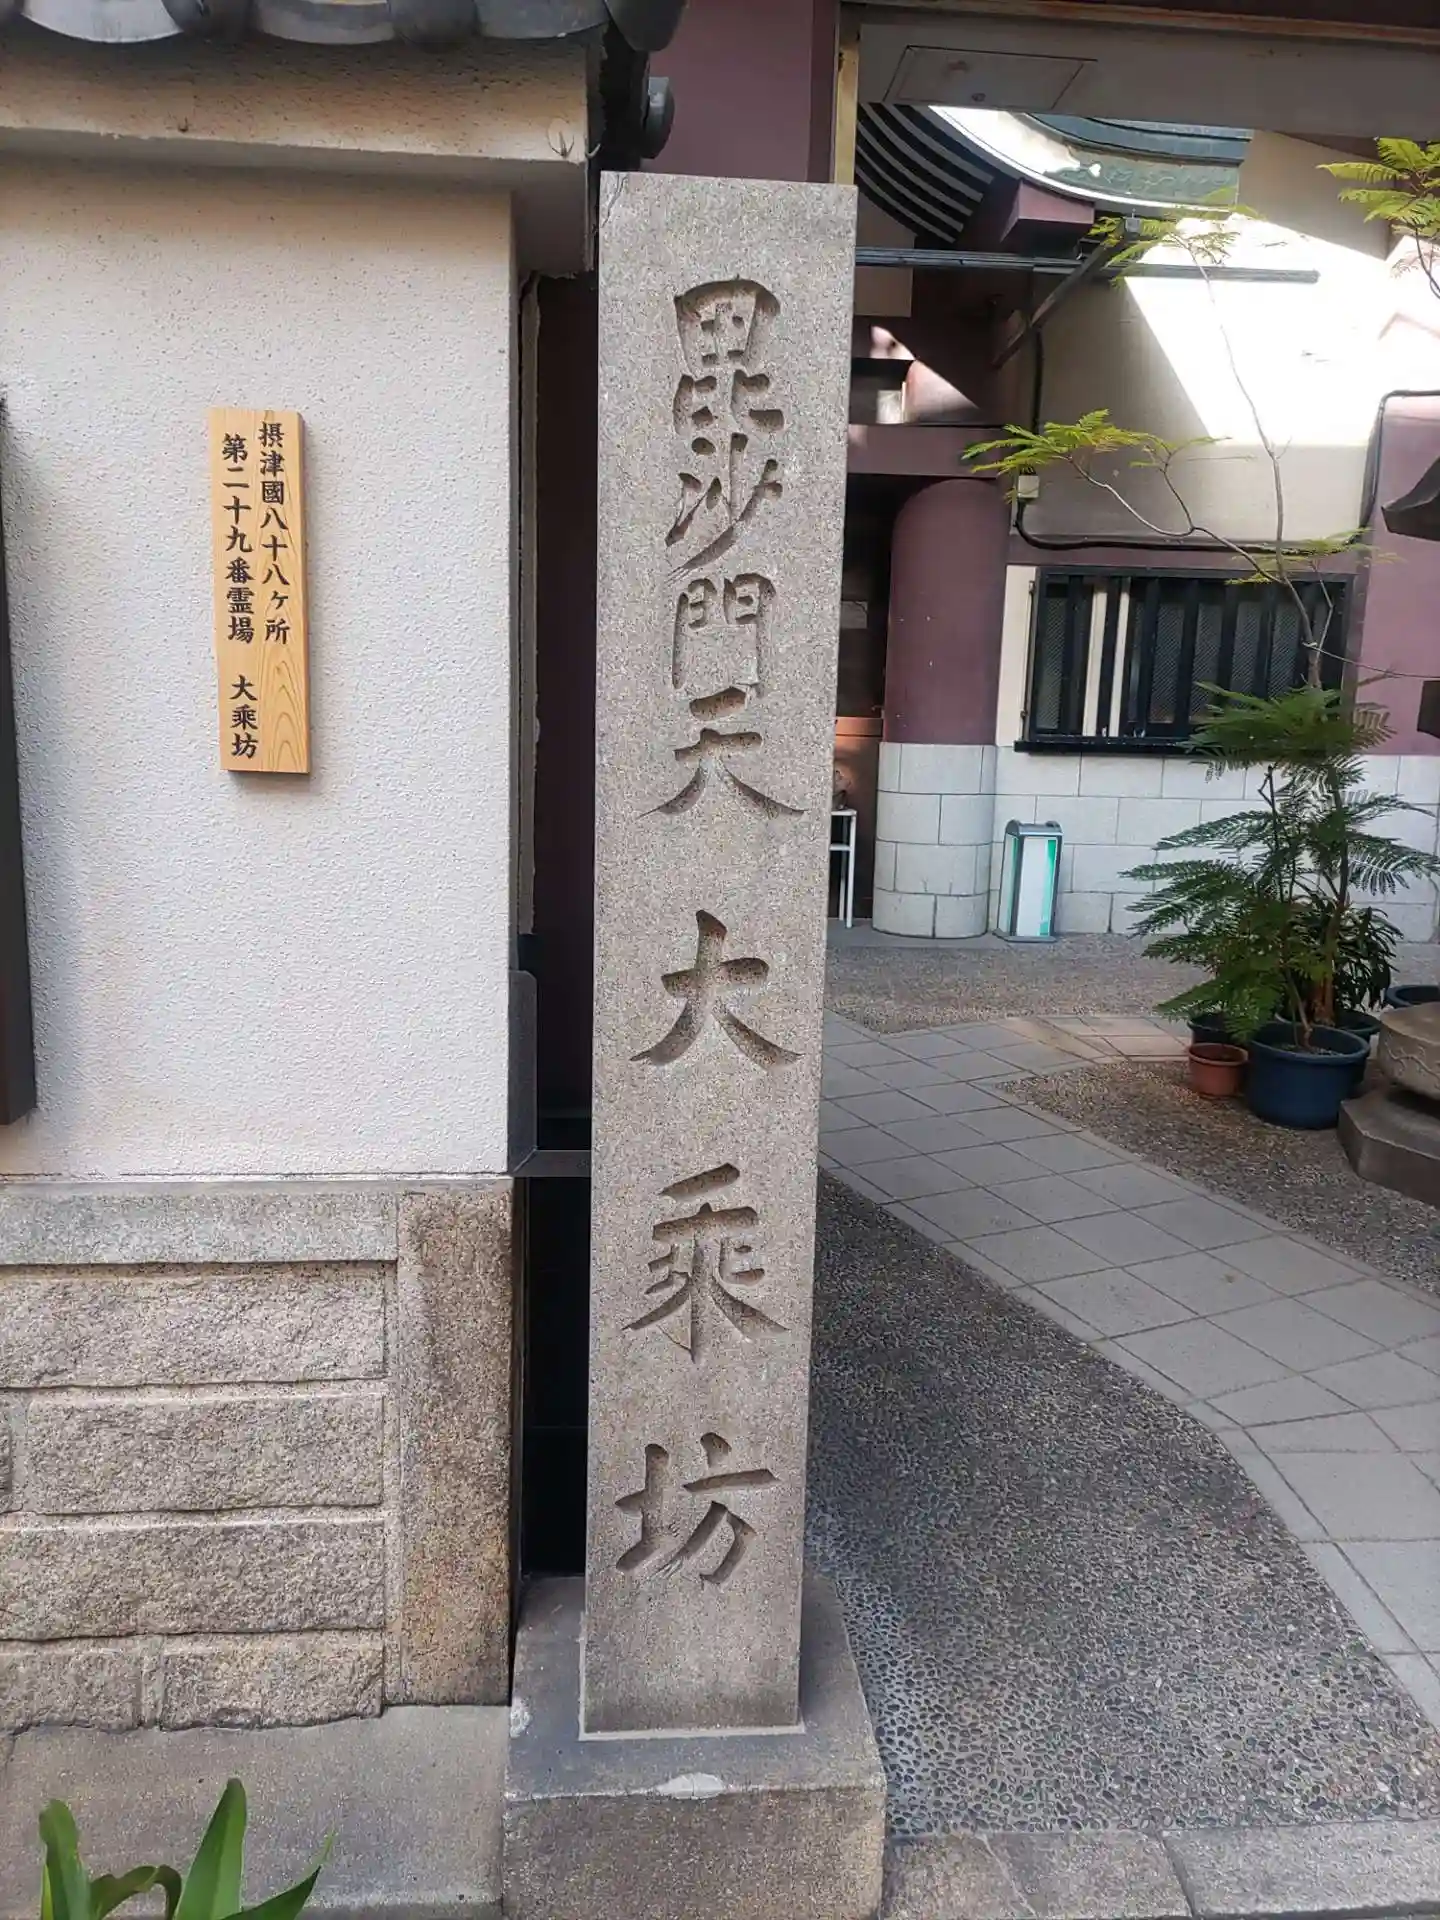 毘沙門天 大乘坊
摂津國八十八ヶ所
第二十九番霊場 大乗坊